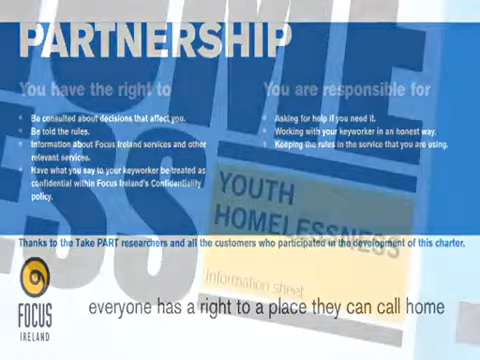 HOME
LESS
PARTNERSHIP
You have the right to
Be consulted about decisions that affect you.
Be told the rules.
Information about Focus Ireland services and other
relevant services.
Have what you say to your keyworker be treated as
confidential within Focus Ireland's Confidentiality
policy.
You are responsible for
Asking for help if you need it.
Working with your keyworker in an honest way.
Keeping the rules in the service that you are using.
YOUTH
HOMELESSNESS
Information sheet
Thanks to the Take PART researchers and all the customers who participated in the development of this charter.
FOCUS
IRELAND
everyone has a right to a place they can call home